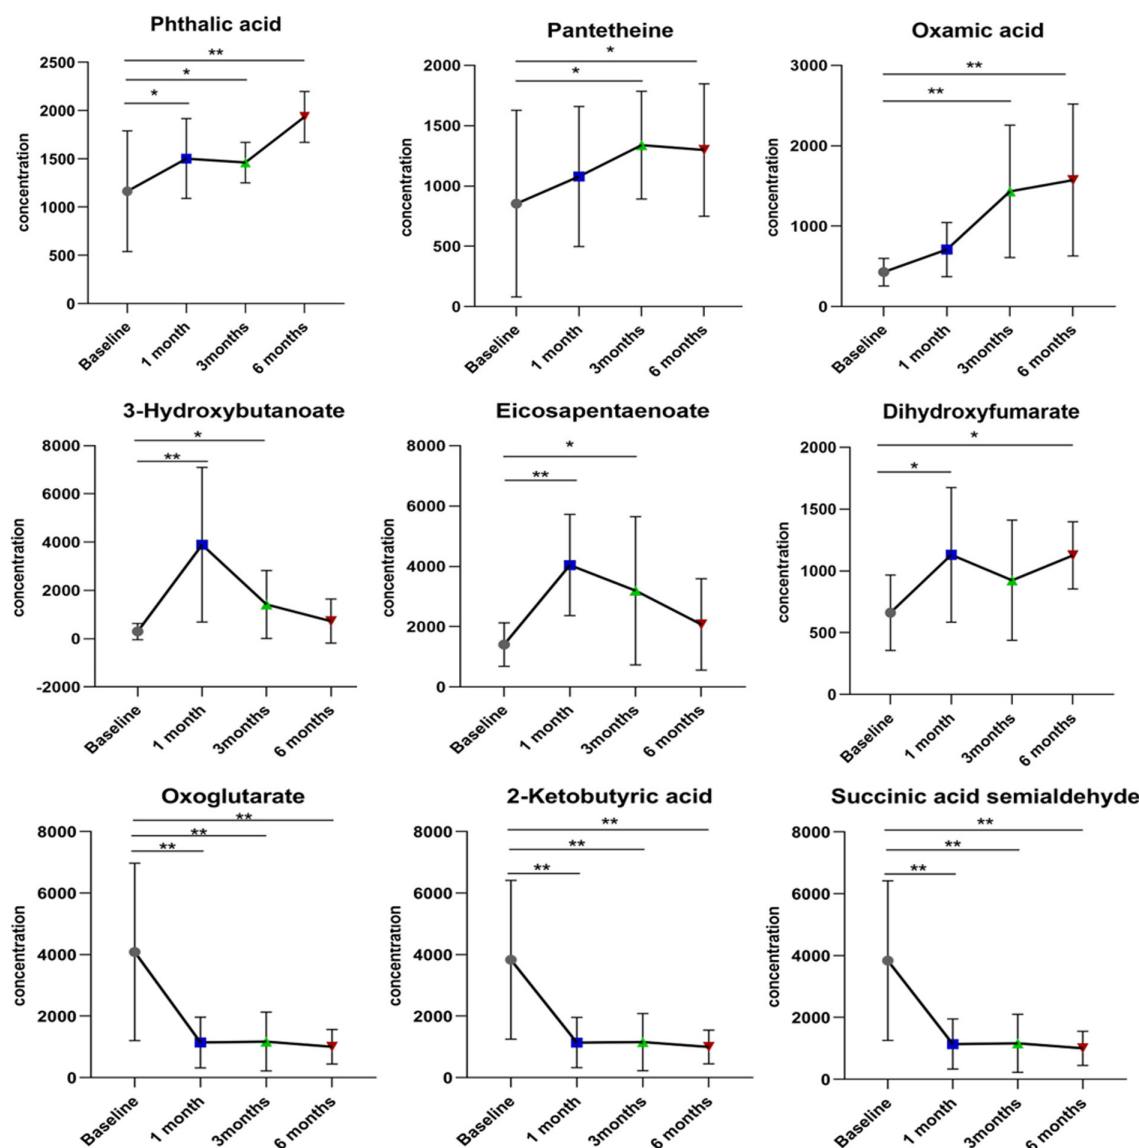 Phthalic acid
concentration
2500
2000
1500
1000
500
0
**
*
*
Baseline
1 month
3months
6 months
Pantetheine
concentration
2000
1500
1000
500
0
*
*
Baseline
1 month
3months
6 months
Oxamic acid
concentration
3000
2000
1000
0
**
**
Baseline
1 month
3months
6 months
3-Hydroxybutanoate
concentration
8000
6000
4000
2000
0
-2000
*
**
Baseline
1 month
3months
6 months
Eicosapentaenoate
concentration
8000
6000
4000
2000
0
*
**
Baseline
1 month
3months
6 months
Dihydroxyfumarate
concentration
2000
1500
1000
500
0
*
*
Baseline
1 month
3months
6 months
Oxoglutarate
concentration
8000
6000
4000
2000
0
**
**
**
Baseline
1 month
3months
6 months
2-Ketobutyric acid
concentration
8000
6000
4000
2000
0
**
**
**
Baseline
1 month
3months
6 months
Succinic acid semialdehyde
concentration
8000
6000
4000
2000
0
**
**
**
Baseline
1 month
3months
6 months